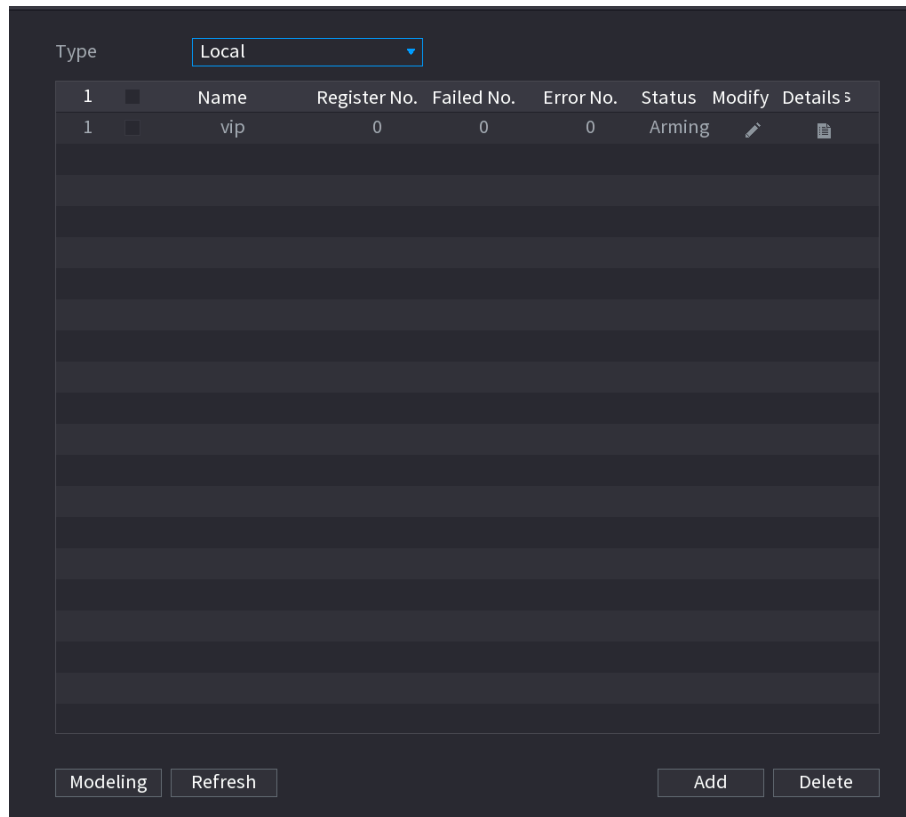 Type Local
1 Name Register No. Failed No. Error No. Status Modify Details s
1 vip 0 0 0 Arming
Modeling Refresh Add Delete